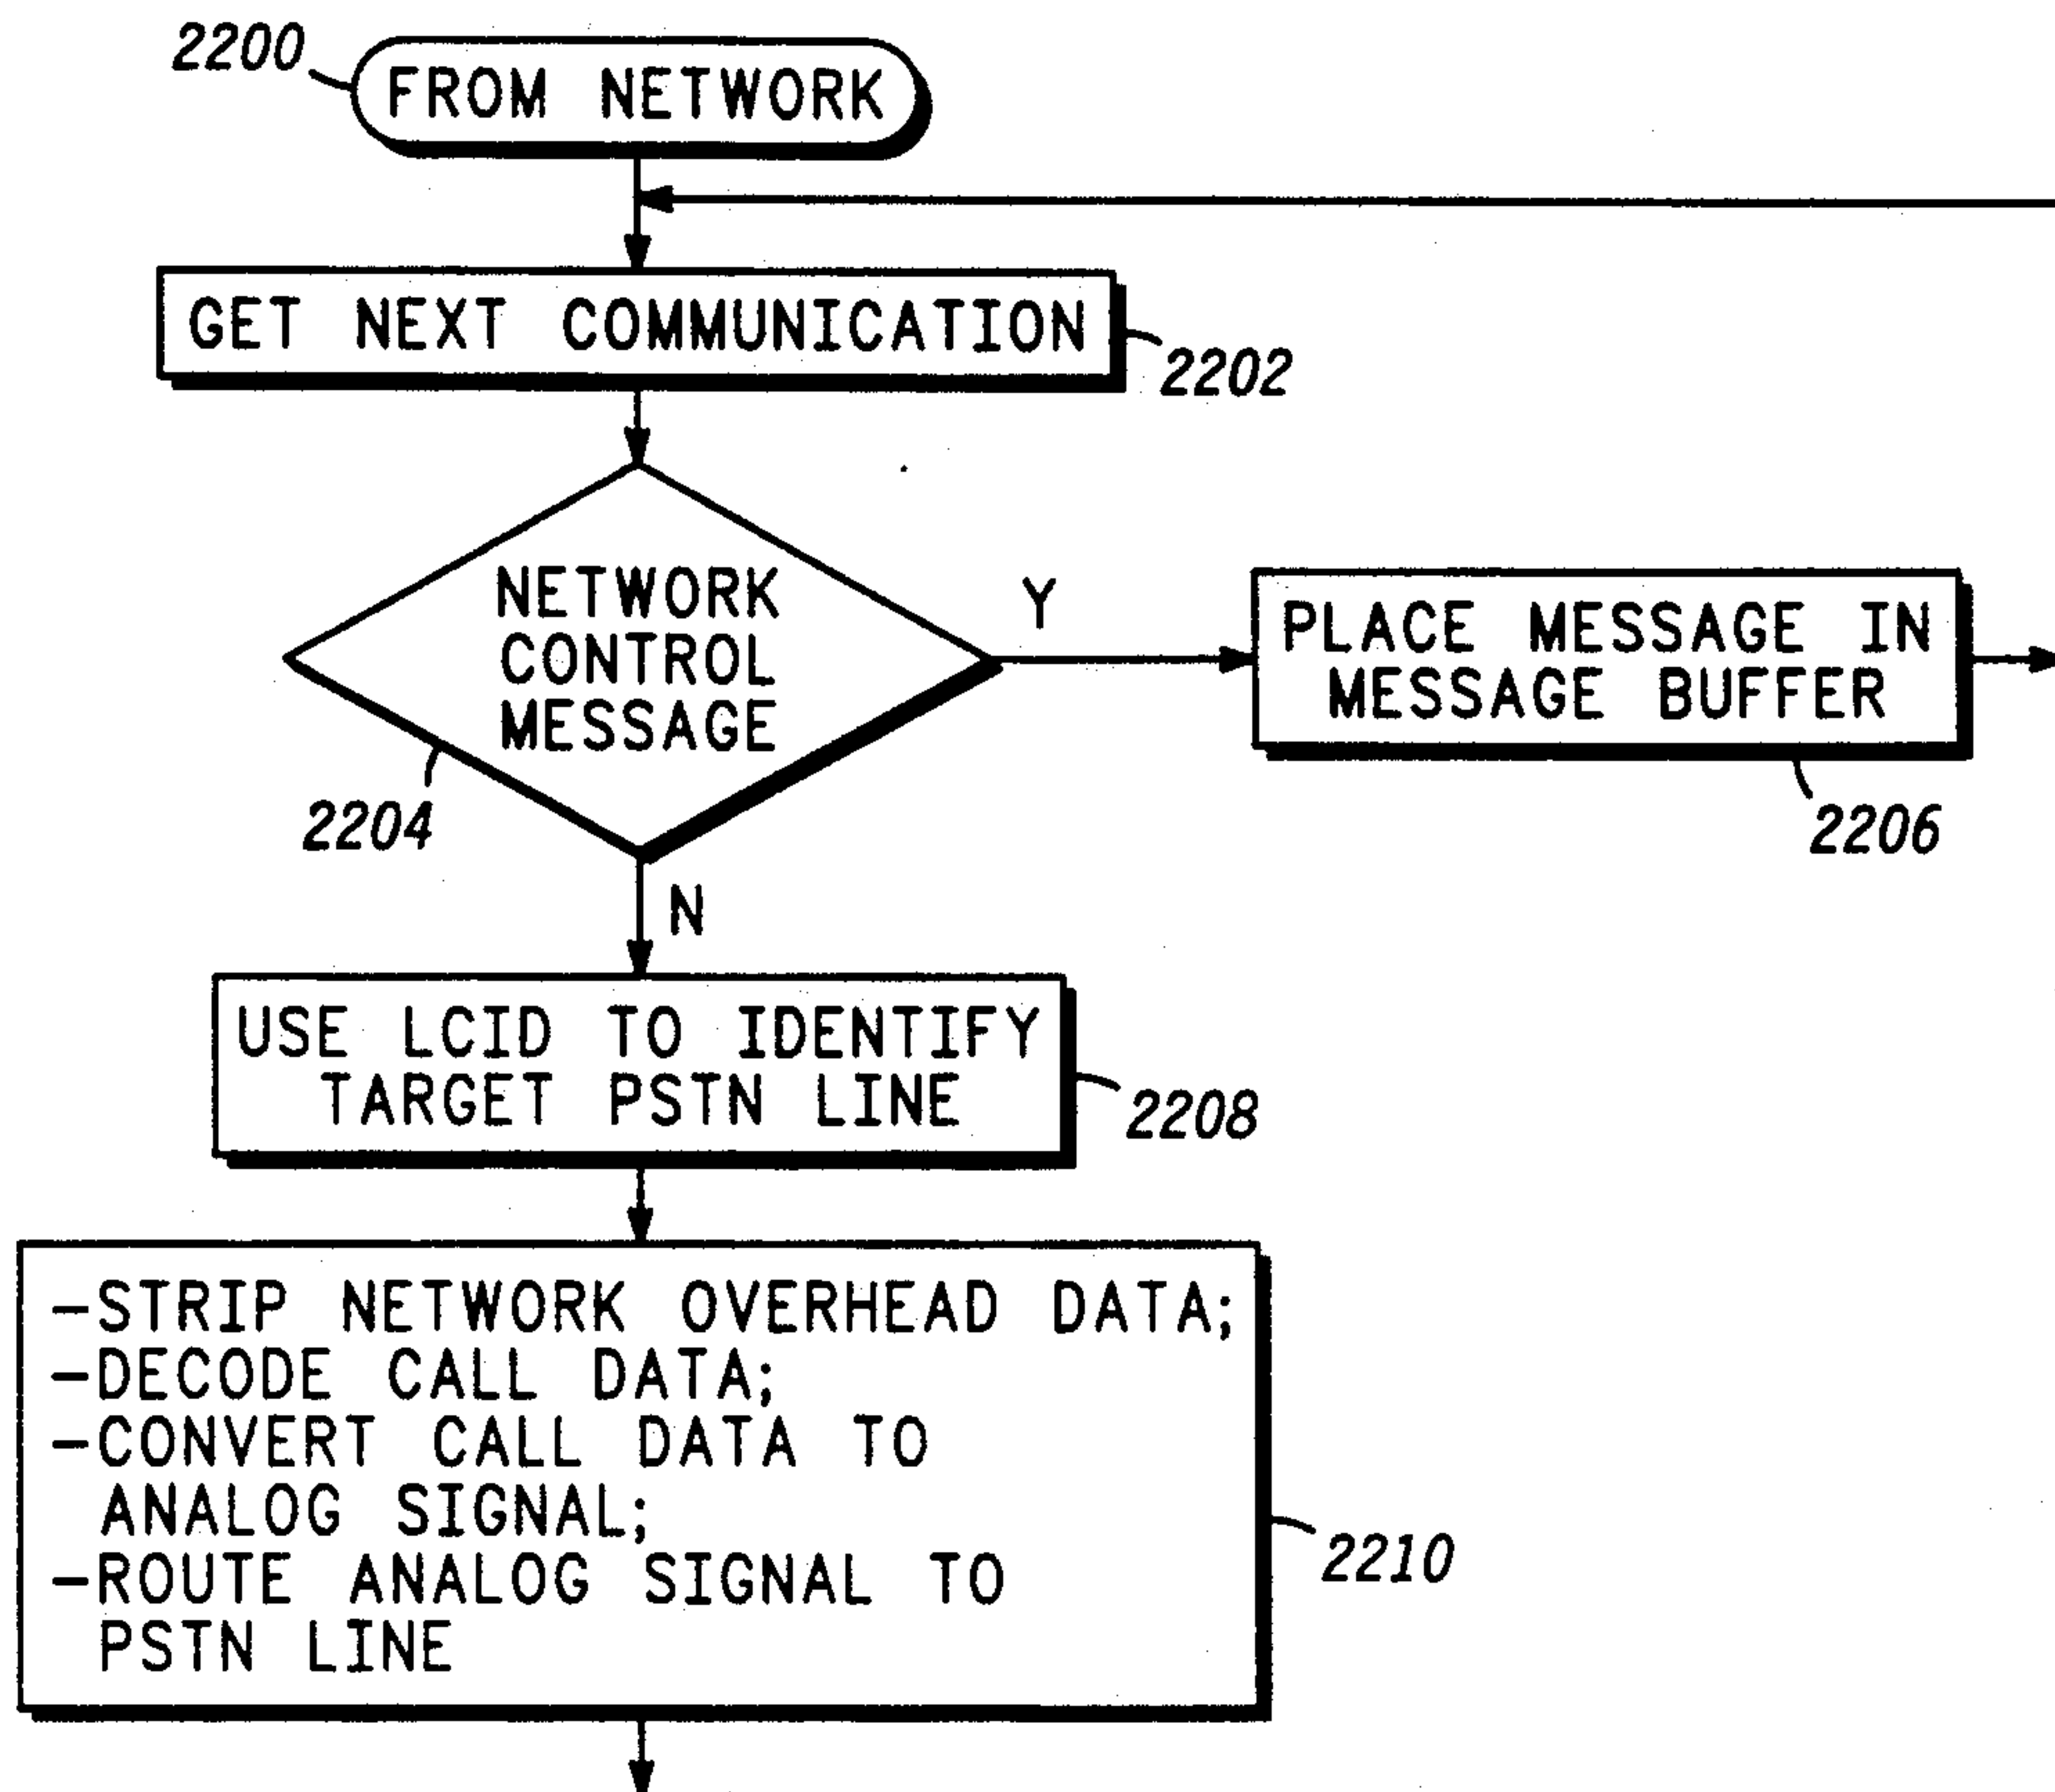 2200
FROM NETWORK
GET NEXT COMMUNICATION
2202
NETWORK
CONTROL
MESSAGE
2204
Y
PLACE MESSAGE IN
MESSAGE BUFFER
2206
N
USE LCID TO IDENTIFY
TARGET PSTN LINE
2208
-STRIP NETWORK OVERHEAD DATA;
-DECODE CALL DATA;
-CONVERT CALL DATA TO
ANALOG SIGNAL;
-ROUTE ANALOG SIGNAL TO
PSTN LINE
2210